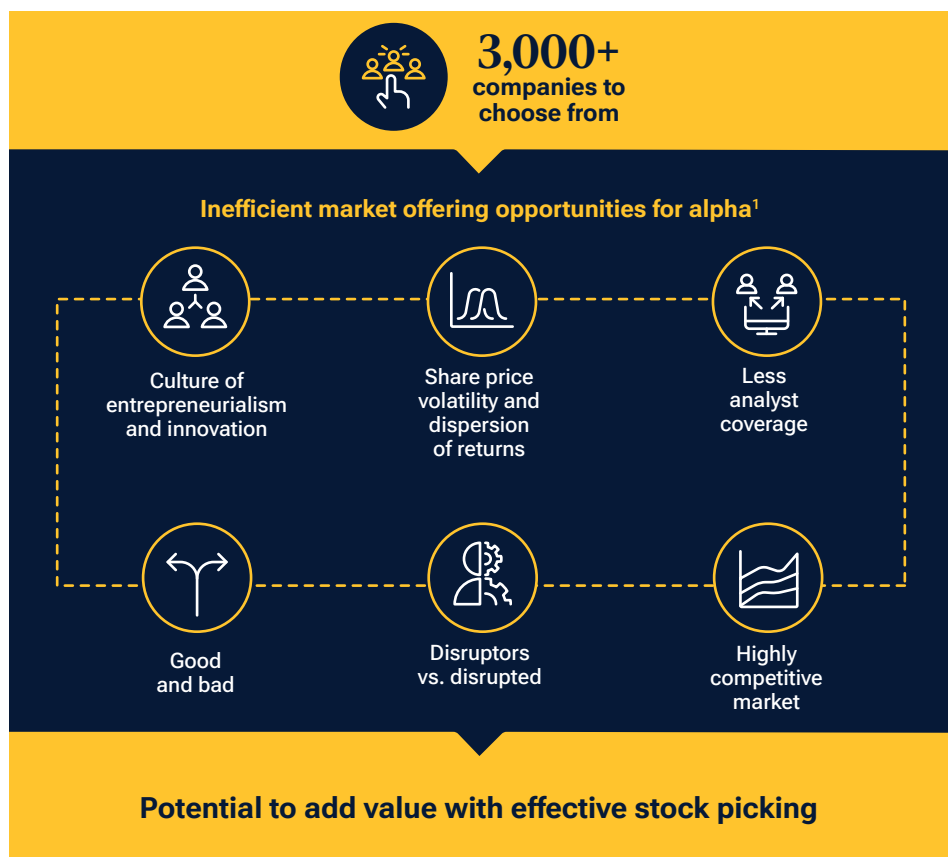 3,000+
companies to
choose from
Inefficient market offering opportunities for alpha¹
Culture of
entrepreneurialism
and innovation
Share price
volatility and
dispersion
of returns
Less
analyst
coverage
Good
and bad
Disruptors
vs. disrupted
Highly
competitive
market
Potential to add value with effective stock picking